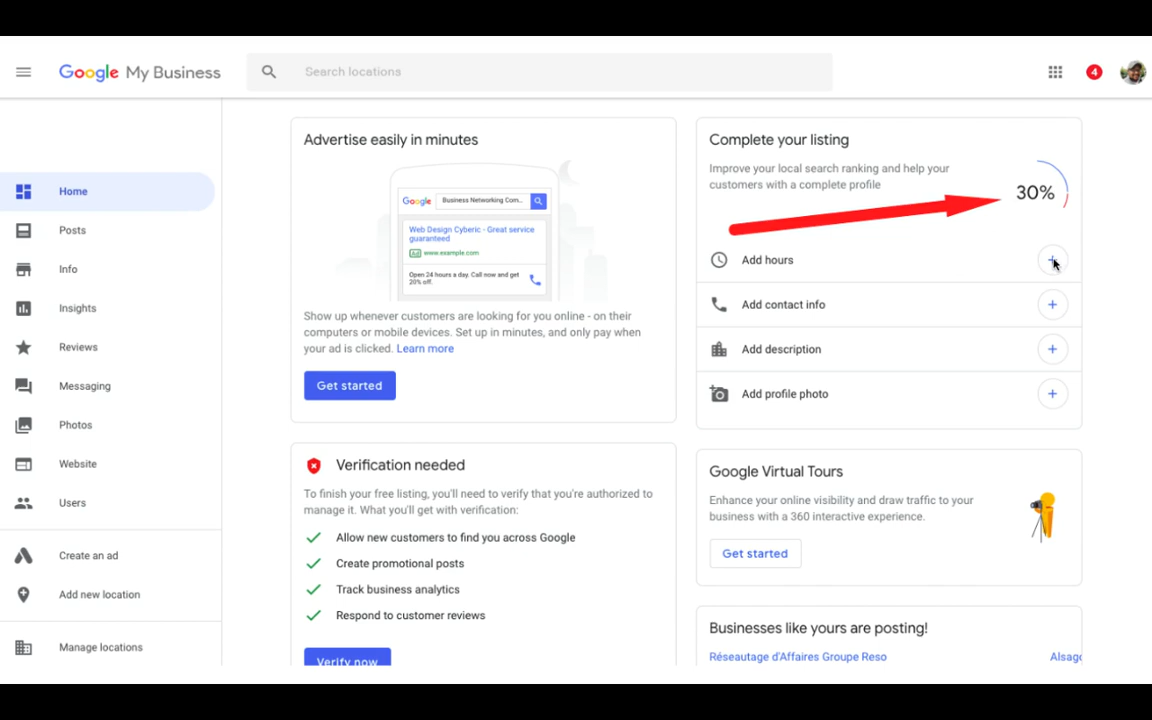 Google My Business
Search locations
4
Home
Posts
Info
Insights
Reviews
Messaging
Photos
Website
Users
Create an ad
Add new location
Manage locations
Advertise easily in minutes
Google
Business Networking Com...
Web Design Cyberic - Great service
guaranteed
Ad www.example.com
Open 24 hours a day. Call now and get
20% off.
Show up whenever customers are looking for you online - on their
computers or mobile devices. Set up in minutes, and only pay when
your ad is clicked. Learn more
Get started
Verification needed
To finish your free listing, you'll need to verify that you're authorized to
manage it. What you'll get with verification:
Allow new customers to find you across Google
Create promotional posts
Track business analytics
Respond to customer reviews
Verify now
Complete your listing
Improve your local search ranking and help your
customers with a complete profile
30%
Add hours
Add contact info
Add description
Add profile photo
Google Virtual Tours
Enhance your online visibility and draw traffic to your
business with a 360 interactive experience.
Get started
Businesses like yours are posting!
Réseautage d'Affaires Groupe Reso
Alsago